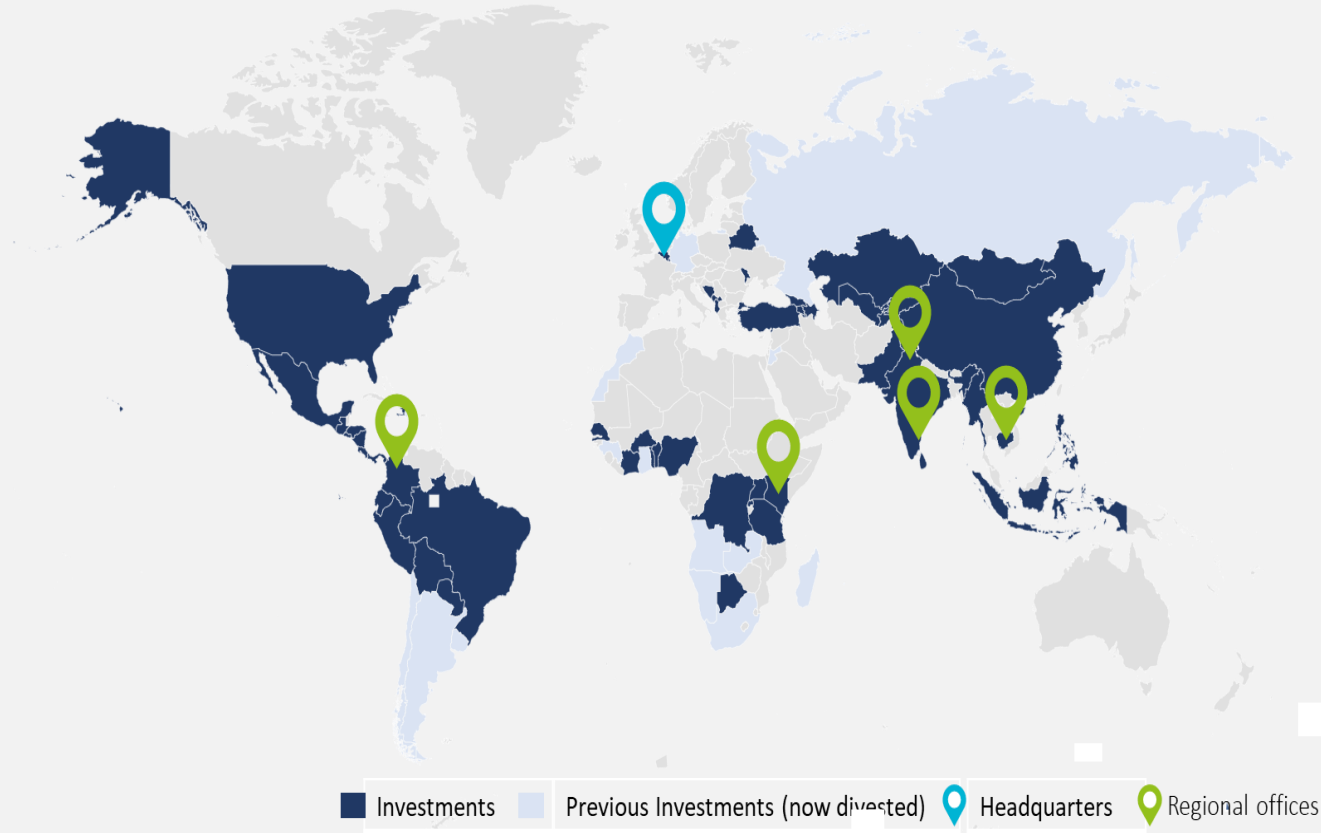 Investments
Previous Investments (now divested)
Headquarters
Regional offices